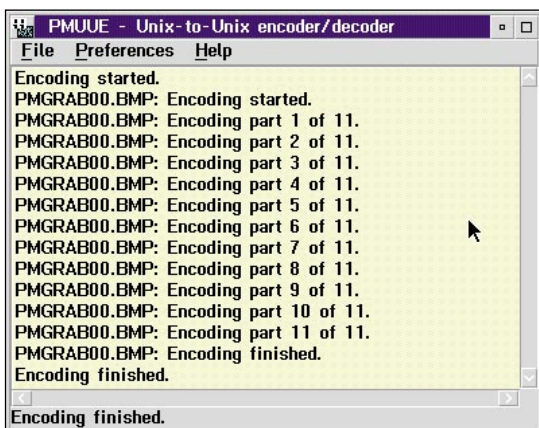 PMUUE - Unix-to-Unix encoder/decoder
File Preferences Help
Encoding started.
PMGRAB00.BMP: Encoding started.
PMGRAB00.BMP: Encoding part 1 of 11.
PMGRAB00.BMP: Encoding part 2 of 11.
PMGRAB00.BMP: Encoding part 3 of 11.
PMGRAB00.BMP: Encoding part 4 of 11.
PMGRAB00.BMP: Encoding part 5 of 11.
PMGRAB00.BMP: Encoding part 6 of 11.
PMGRAB00.BMP: Encoding part 7 of 11.
PMGRAB00.BMP: Encoding part 8 of 11.
PMGRAB00.BMP: Encoding part 9 of 11.
PMGRAB00.BMP: Encoding part 10 of 11.
PMGRAB00.BMP: Encoding part 11 of 11.
PMGRAB00.BMP: Encoding finished.
Encoding finished.
Encoding finished.